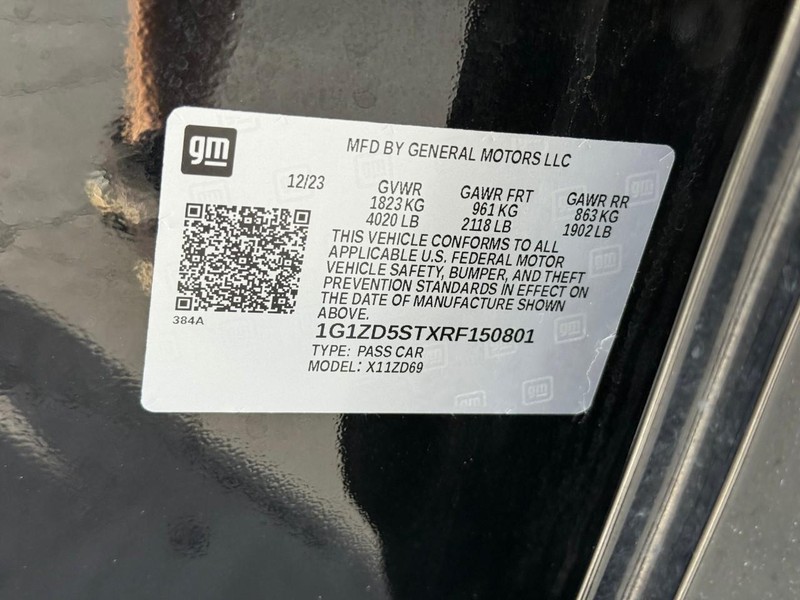 gm
MFD BY GENERAL MOTORS LLC
12/23
GVWR GAWR FRT GAWR RR
1823 KG 961 KG 863 KG
4020 LB 2118 LB 1902 LB
THIS VEHICLE CONFORMS TO ALL
APPLICABLE U.S. FEDERAL MOTOR
VEHICLE SAFETY, BUMPER, AND THEFT
PREVENTION STANDARDS IN EFFECT ON
THE DATE OF MANUFACTURE SHOWN
ABOVE.
384A
1G1ZD5STXRF150801
TYPE: PASS CAR
MODEL: X11ZD69